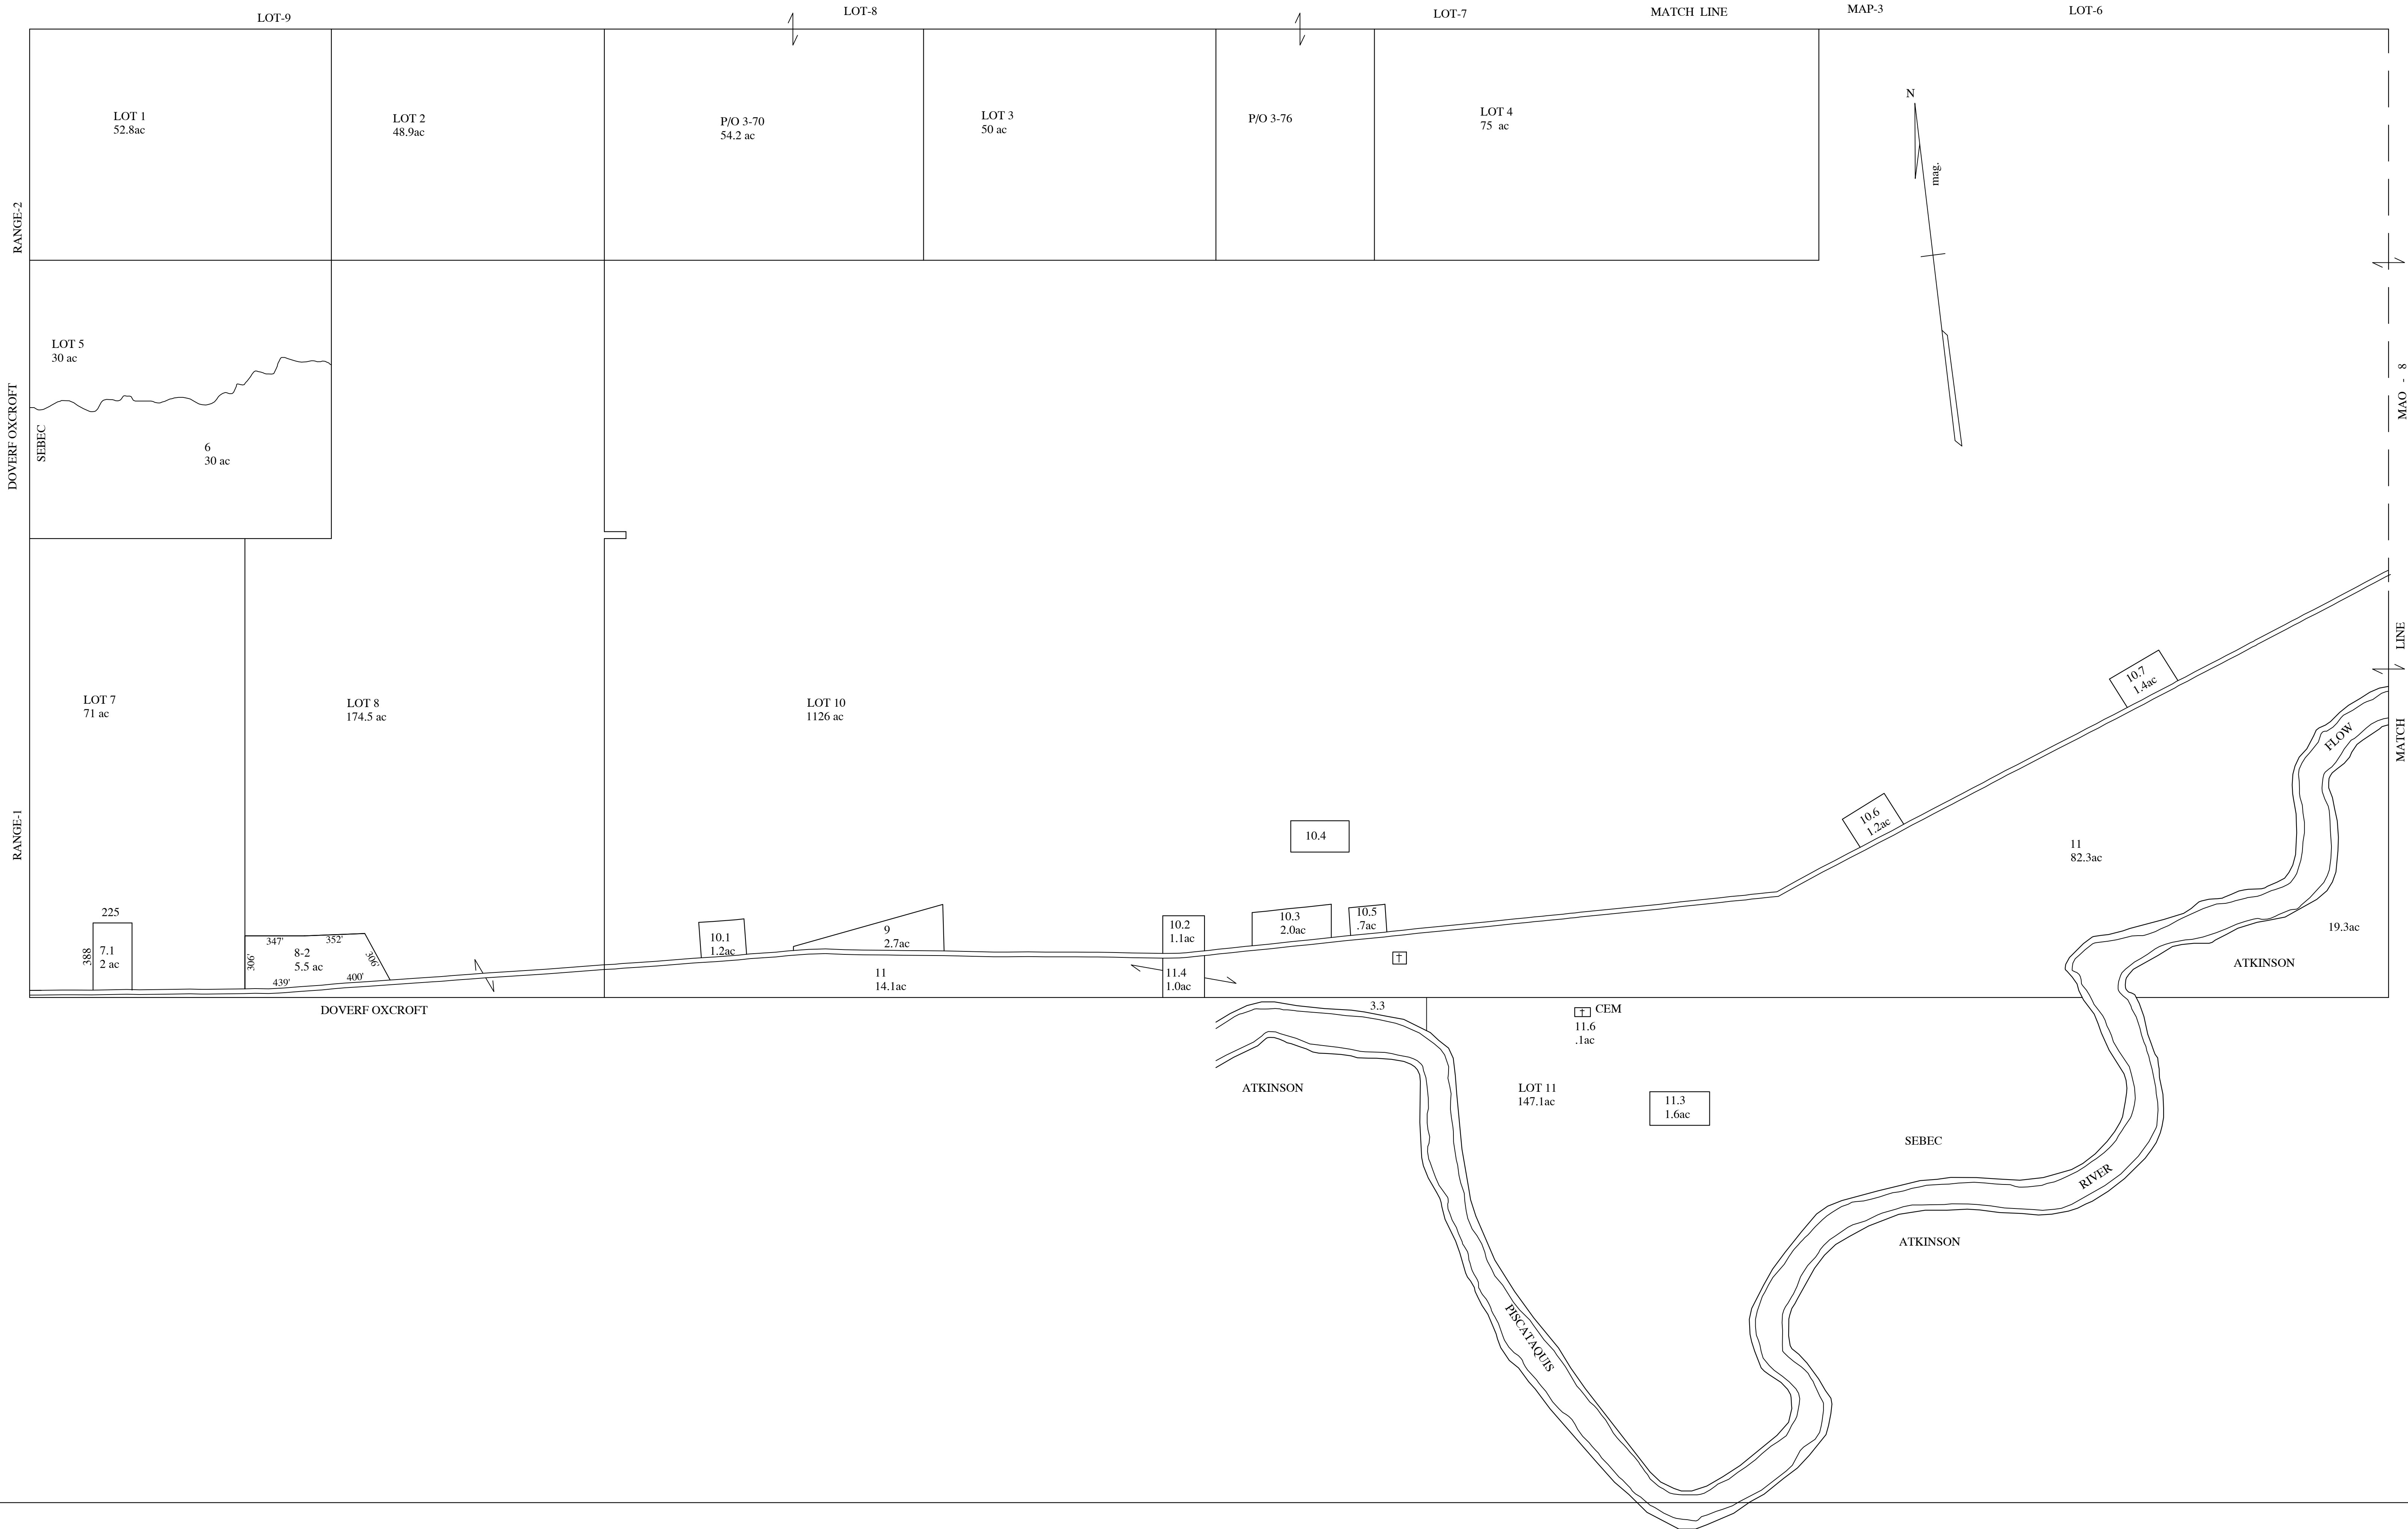 LOT-9
LOT-8
LOT-7
MATCH LINE
MAP-3
LOT-6
LOT 1
52.8ac
LOT 2
48.9ac
P/O 3-70
54.2 ac
LOT 3
50 ac
P/O 3-76
LOT 4
75 ac
N
mag.
RANGE-2
DOVERF OXCROFT
SEBEC
LOT 5
30 ac
6
30 ac
MAO - 8
MATCH LINE
LOT 7
71 ac
LOT 8
174.5 ac
LOT 10
1126 ac
10.7
1.4ac
FLOW
RANGE-1
10.4
10.6
1.2ac
11
82.3ac
225
388
7.1
2 ac
347'
352'
306'
8-2
5.5 ac
306'
439'
400'
10.1
1.2ac
9
2.7ac
10.2
1.1ac
10.3
2.0ac
10.5
.7ac
19.3ac
ATKINSON
11
14.1ac
11.4
1.0ac
DOVERF OXCROFT
3.3
CEM
11.6
.1ac
ATKINSON
LOT 11
147.1ac
11.3
1.6ac
SEBEC
RIVER
ATKINSON
PISCATAQUIS